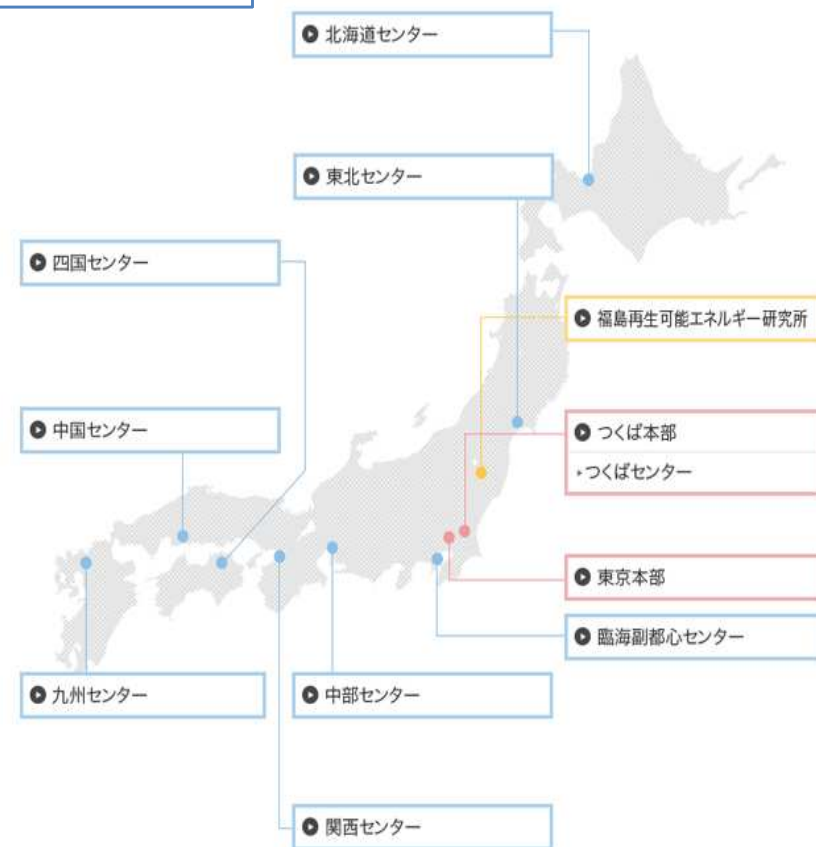 北海道センター
東北センター
四国センター
福島再生可能エネルギー研究所
中国センター
つくば本部
つくばセンター
東京本部
臨海副都心センター
九州センター
中部センター
関西センター